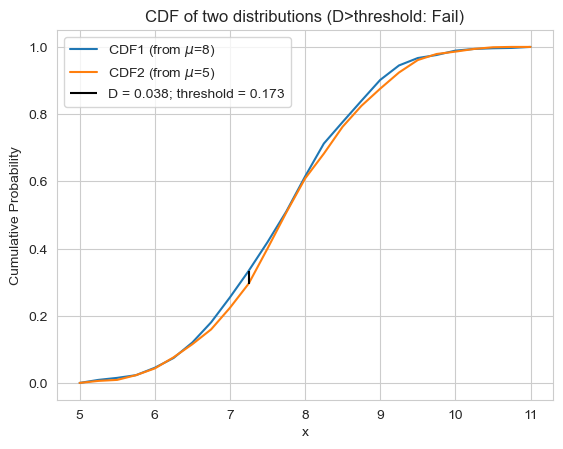 CDF of two distributions (D>threshold: Fail)
CDF1 (from μ=8)
CDF2 (from μ=5)
D = 0.038; threshold = 0.173
Cumulative Probability
1.0
0.8
0.6
0.4
0.2
0.0
5 6 7 8 9 10 11
x